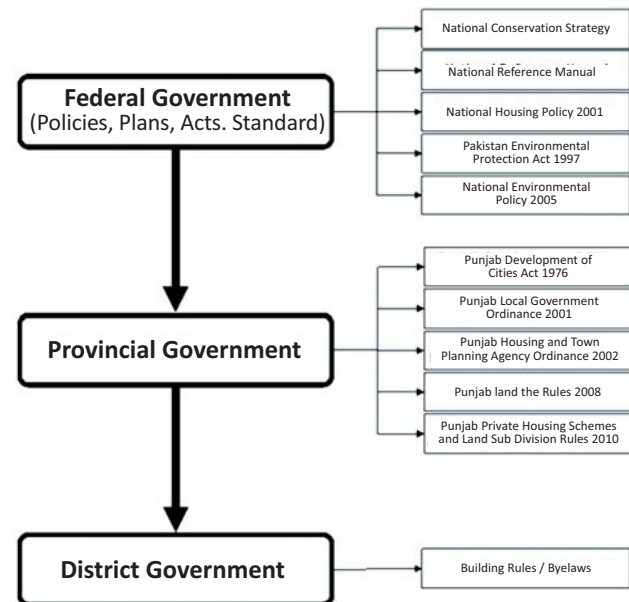 Federal Government
(Policies, Plans, Acts. Standard)
National Conservation Strategy
National Reference Manual
National Housing Policy 2001
Pakistan Environmental
Protection Act 1997
National Environmental
Policy 2005
Provincial Government
Punjab Development of
Cities Act 1976
Punjab Local Government
Ordinance 2001
Punjab Housing and Town
Planning Agency Ordinance 2002
Punjab land the Rules 2008
Punjab Private Housing Schemes
and Land Sub Division Rules 2010
District Government
Building Rules / Byelaws